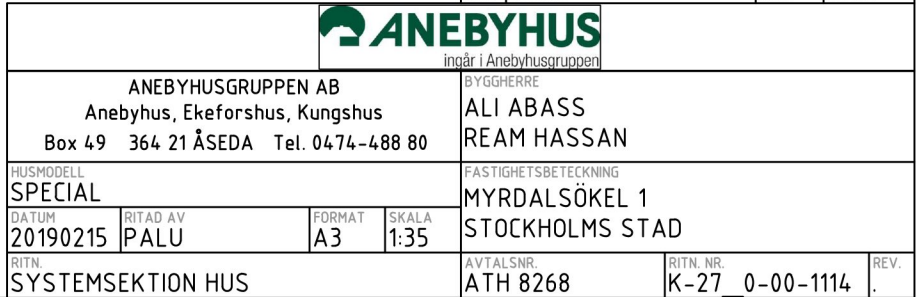 ANEBYHUS
ingår i Anebyhusgruppen
ANEBYHUSGRUPPEN AB
Anebyhus, Ekeforshus, Kungshus
Box 49 364 21 ÅSEDA Tel. 0474-488 80
BYGGHERRE
ALI ABASS
REAM HASSAN
HUSMODELL
SPECIAL
FASTIGHETSBETECKNING
MYRDALSÖKEL 1
STOCKHOLMS STAD
DATUM RITAD AV FORMAT SKALA
20190215 PALU A3 1:35
RITN.
SYSTEMSEKTION HUS
AVTALSNR.
ATH 8268
RITN. NR.
K-27_0-00-1114
REV.
.